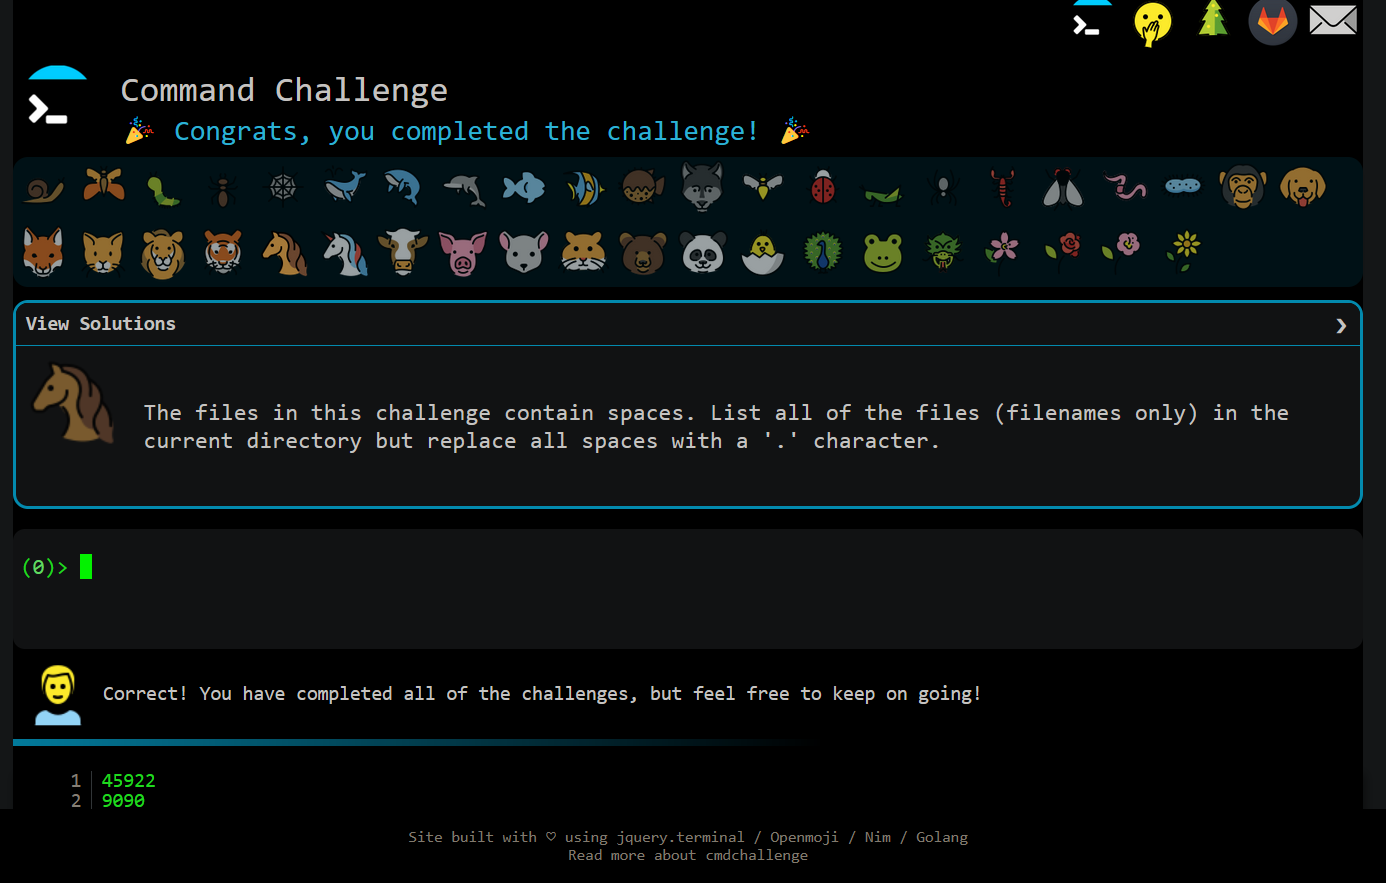 Command Challenge
🎉 Congrats, you completed the challenge! 🎉
View Solutions
The files in this challenge contain spaces. List all of the files (filenames only) in the
current directory but replace all spaces with a '.' character.
(0)>
Correct! You have completed all of the challenges, but feel free to keep on going!
1 45922
2 9090
Site built with ♡ using jquery.terminal / Openmoji / Nim / Golang
Read more about cmdchallenge